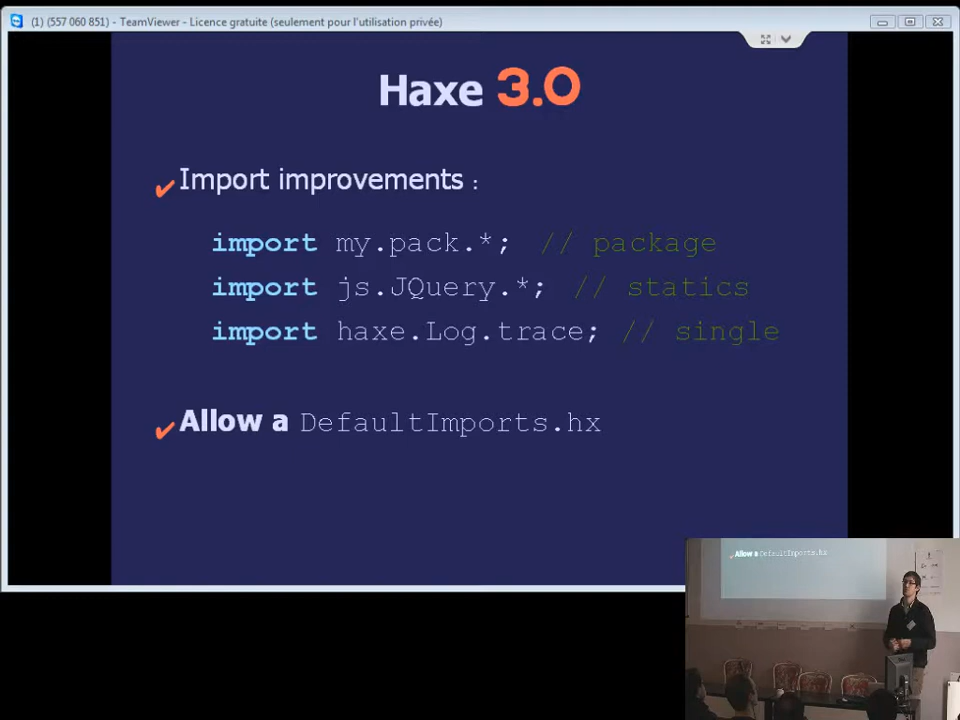 (1) (557 060 851) - TeamViewer - Licence gratuite (seulement pour l'utilisation privée)
Haxe 3.0
✔ Import improvements :
import my.pack.*; // package
import js.JQuery.*; // statics
import haxe.Log.trace; // single
✔ Allow a DefaultImports.hx
✔ Allow a DefaultImports.hx